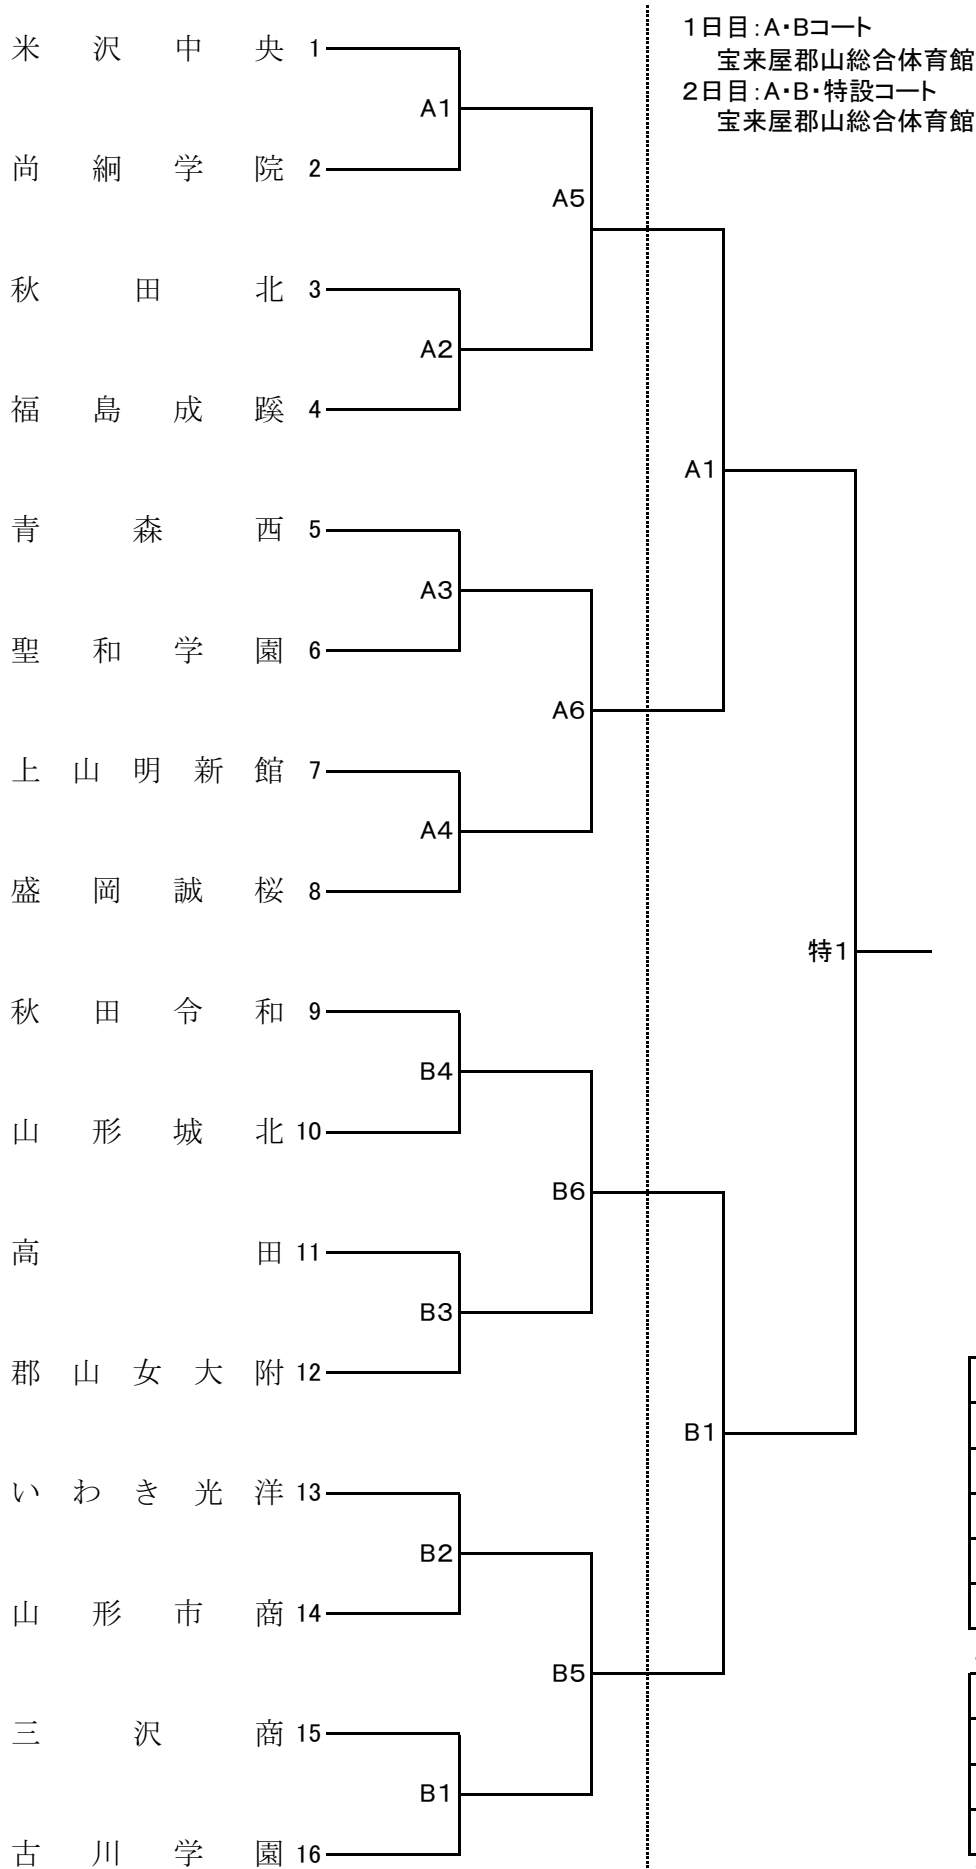 1日目：A・Bコート
宝来屋郡山総合体育館
2日目：A・B・特設コート
宝来屋郡山総合体育館
米沢中央 1
A1
尚絅学院 2
A5
秋田北 3
A2
福島成蹊 4
A1
青森西 5
A3
聖和学園 6
A6
上山明新館 7
A4
盛岡誠桜 8
特1
秋田令和 9
B4
山形城北 10
B6
高田 11
B3
郡山女大附 12
B1
いわき光洋 13
B2
山形市商 14
B5
三沢商 15
B1
古川学園 16